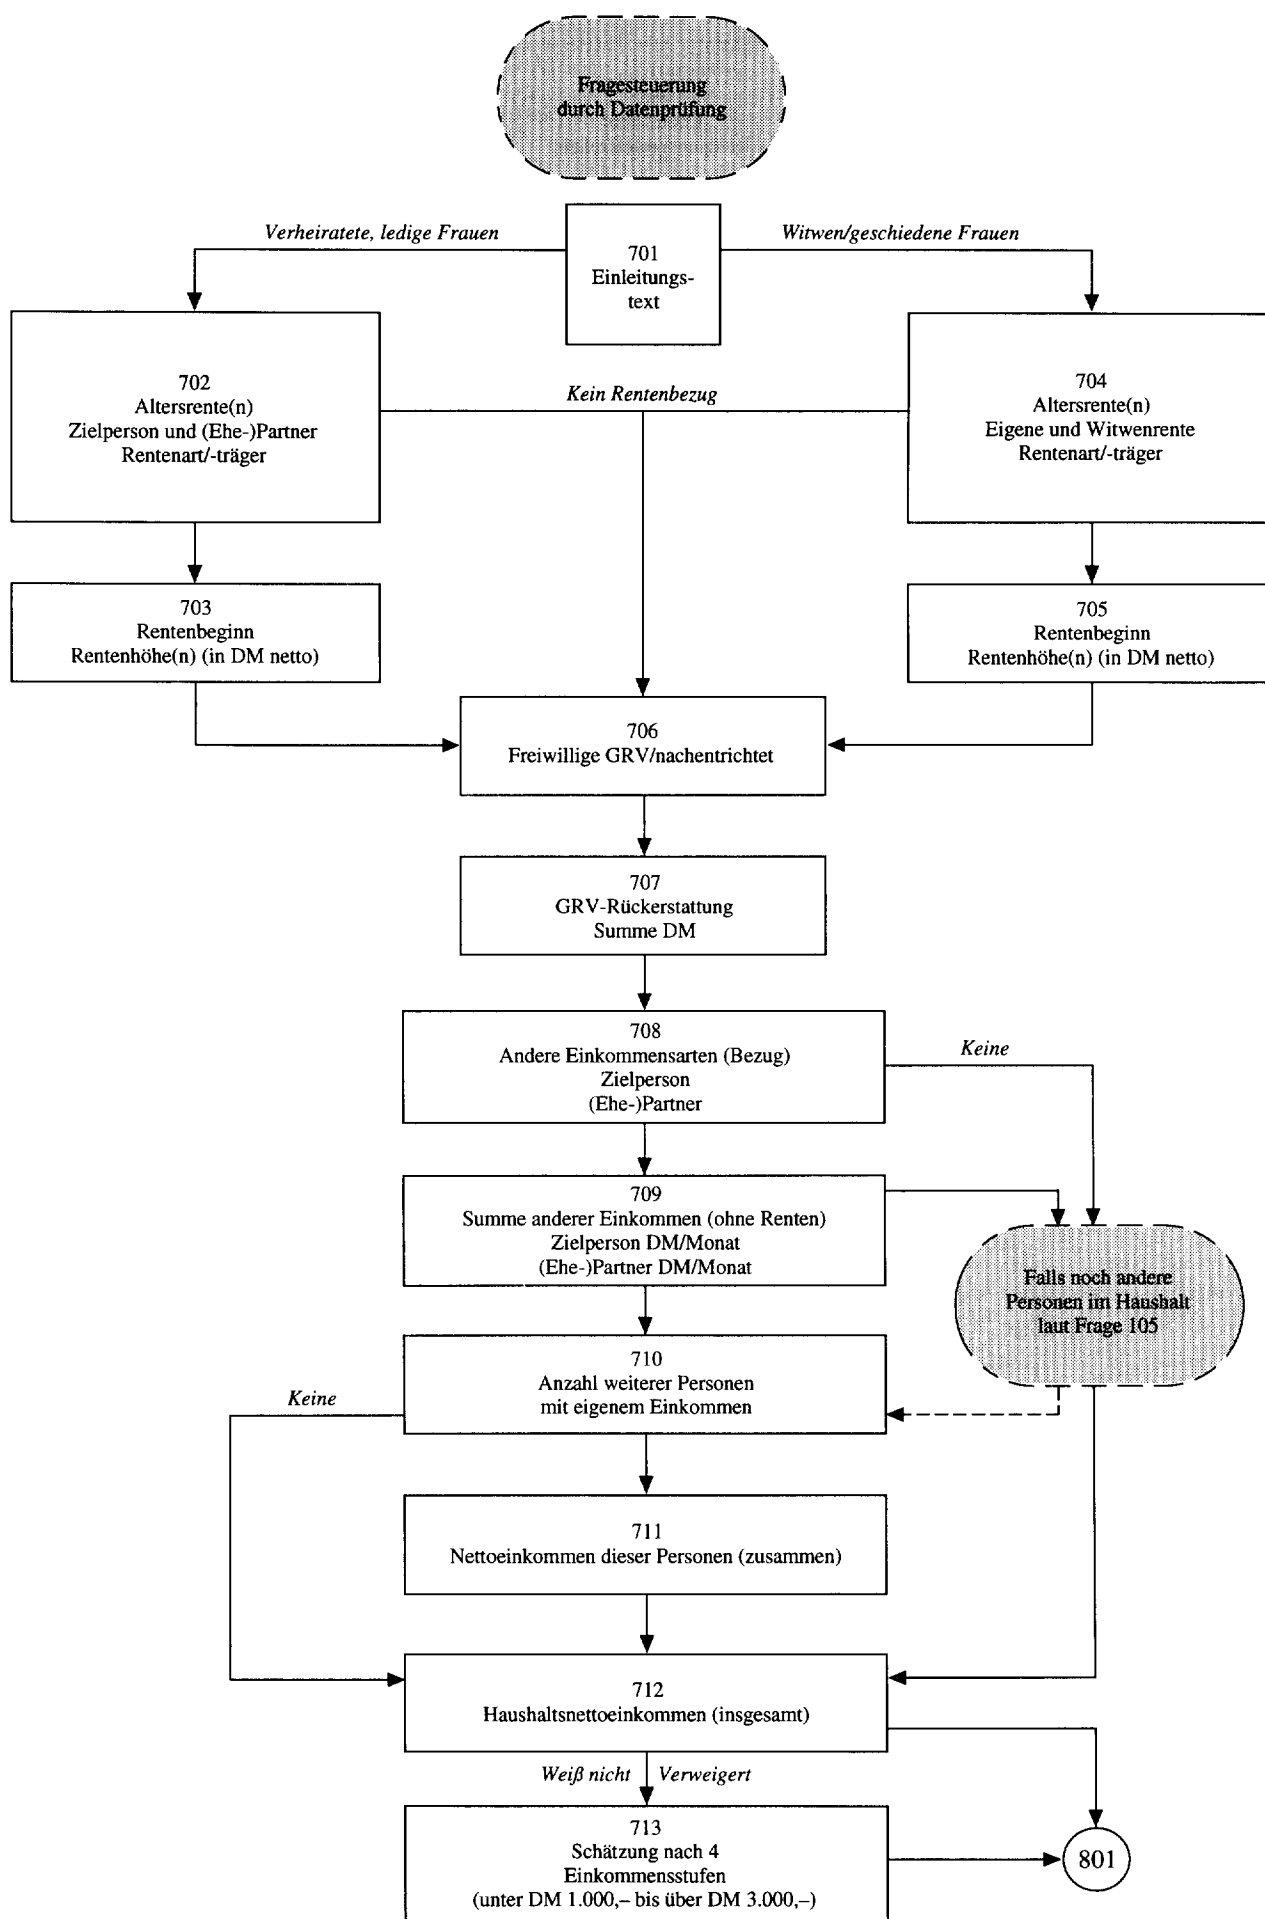 Fragesteuerung
durch Datenprüfung
Verheiratete, ledige Frauen
Witwen/geschiedene Frauen
701
Einleitungs-
text
702
Altersrente(n)
Zielperson und (Ehe-)Partner
Rentenart/-träger
Kein Rentenbezug
704
Altersrente(n)
Eigene und Witwenrente
Rentenart/-träger
703
Rentenbeginn
Rentenhöhe(n) (in DM netto)
705
Rentenbeginn
Rentenhöhe(n) (in DM netto)
706
Freiwillige GRV/nachentrichtet
707
GRV-Rückerstattung
Summe DM
708
Andere Einkommensarten (Bezug)
Zielperson
(Ehe-)Partner
Keine
709
Summe anderer Einkommen (ohne Renten)
Zielperson DM/Monat
(Ehe-)Partner DM/Monat
Falls noch andere
Personen im Haushalt
laut Frage 105
710
Anzahl weiterer Personen
mit eigenem Einkommen
Keine
711
Nettoeinkommen dieser Personen (zusammen)
712
Haushaltsnettoeinkommen (insgesamt)
Weiß nicht
Verweigert
713
Schätzung nach 4
Einkommensstufen
(unter DM 1.000,– bis über DM 3.000,–)
801